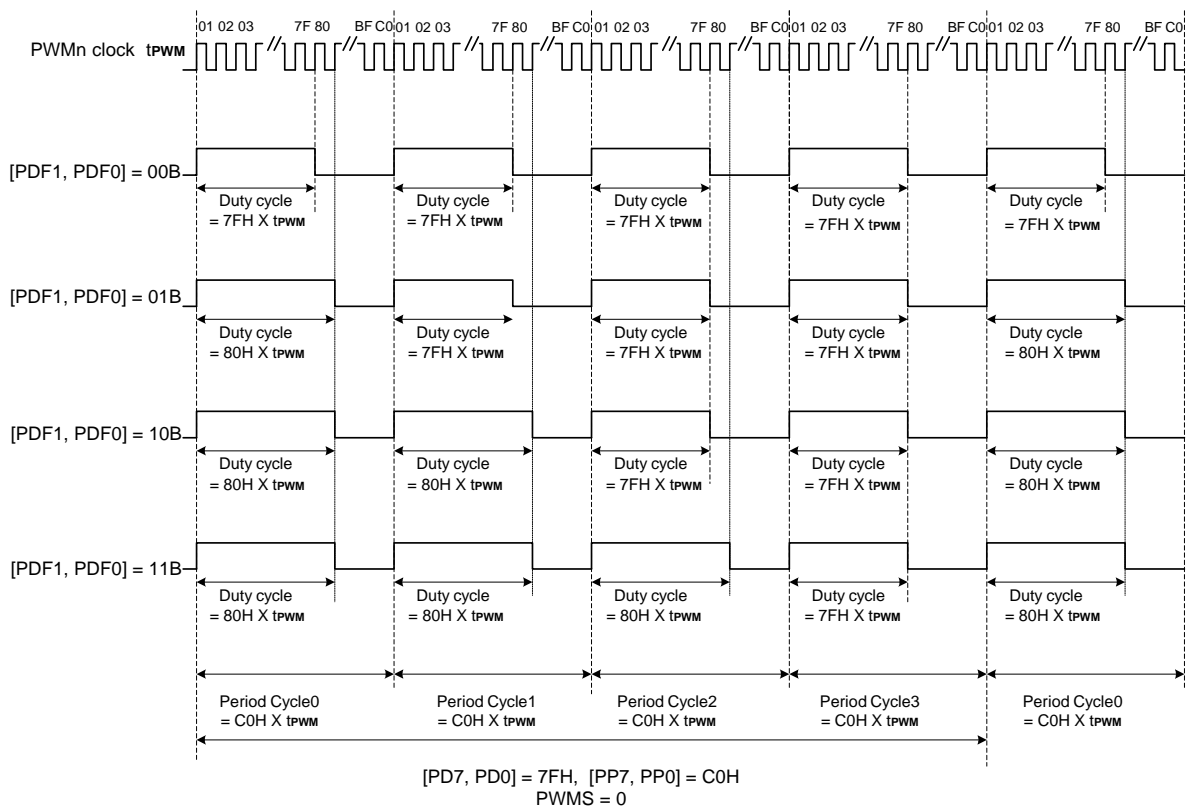 01 02 03 7F 80 BF C0 01 02 03 7F 80 BF C0 01 02 03 7F 80 BF C0 01 02 03 7F 80 BF C0 01 02 03 7F 80 BF C0
PWMn clock tPWM
[PDF1, PDF0] = 00B
Duty cycle Duty cycle Duty cycle Duty cycle Duty cycle
= 7FH X tPWM = 7FH X tPWM = 7FH X tPWM = 7FH X tPWM = 7FH X tPWM
[PDF1, PDF0] = 01B
Duty cycle Duty cycle Duty cycle Duty cycle Duty cycle
= 80H X tPWM = 7FH X tPWM = 7FH X tPWM = 7FH X tPWM = 80H X tPWM
[PDF1, PDF0] = 10B
Duty cycle Duty cycle Duty cycle Duty cycle Duty cycle
= 80H X tPWM = 80H X tPWM = 7FH X tPWM = 7FH X tPWM = 80H X tPWM
[PDF1, PDF0] = 11B
Duty cycle Duty cycle Duty cycle Duty cycle Duty cycle
= 80H X tPWM = 80H X tPWM = 80H X tPWM = 7FH X tPWM = 80H X tPWM
Period Cycle0 Period Cycle1 Period Cycle2 Period Cycle3 Period Cycle0
= C0H X tPWM = C0H X tPWM = C0H X tPWM = C0H X tPWM = C0H X tPWM
[PD7, PD0] = 7FH, [PP7, PP0] = C0H
PWMS = 0